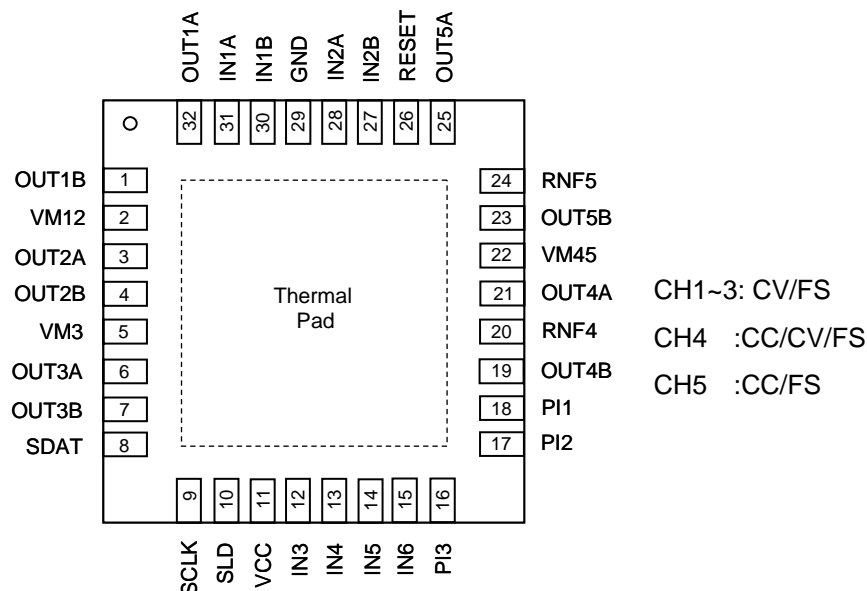 OUT1A
IN1A
IN1B
GND
IN2A
IN2B
RESET
OUT5A
32
31
30
29
28
27
26
25
OUT1B 1
VM12 2
OUT2A 3
OUT2B 4
VM3 5
OUT3A 6
OUT3B 7
SDAT 8
Thermal
Pad
24 RNF5
23 OUT5B
22 VM45
21 OUT4A
20 RNF4
19 OUT4B
18 PI1
17 PI2
CH1~3: CV/FS
CH4 :CC/CV/FS
CH5 :CC/FS
9
10
11
12
13
14
15
16
SCLK
SLD
VCC
IN3
IN4
IN5
IN6
PI3